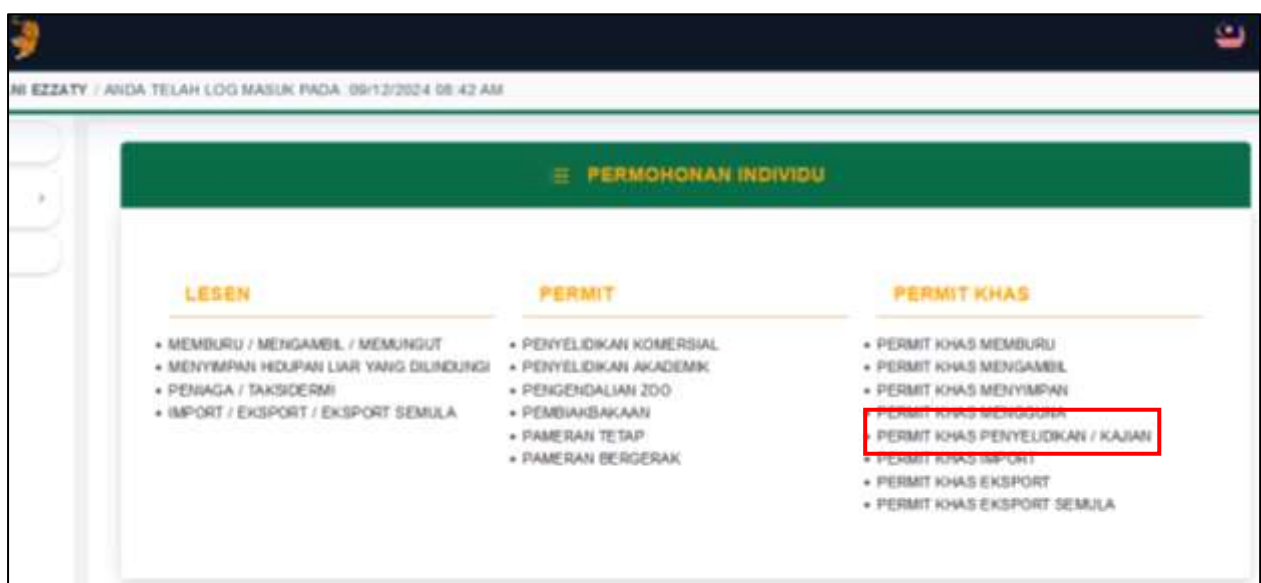 NI EZZATY / ANDA TELAH LOG MASUK PADA 09/12/2024 08:42 AM
PERMOHONAN INDIVIDU
LESEN
• MEMBURU / MENGAMBIL / MEMUNGUT
• MENYIMPAN HIDUPAN LIAR YANG DILINDUNGI
• PENIAGA / TAKSIDERMI
• IMPORT / EKSPORT / EKSPORT SEMULA
PERMIT
• PENYELIDIKAN KOMERSIAL
• PENYELIDIKAN AKADEMIK
• PENGENDALIAN ZOO
• PEMBIAKBAKAAN
• PAMERAN TETAP
• PAMERAN BERGERAK
PERMIT KHAS
• PERMIT KHAS MEMBURU
• PERMIT KHAS MENGAMBIL
• PERMIT KHAS MENYIMPAN
• PERMIT KHAS MENGGUNA
• PERMIT KHAS PENYELIDIKAN / KAJIAN
• PERMIT KHAS IMPORT
• PERMIT KHAS EKSPORT
• PERMIT KHAS EKSPORT SEMULA